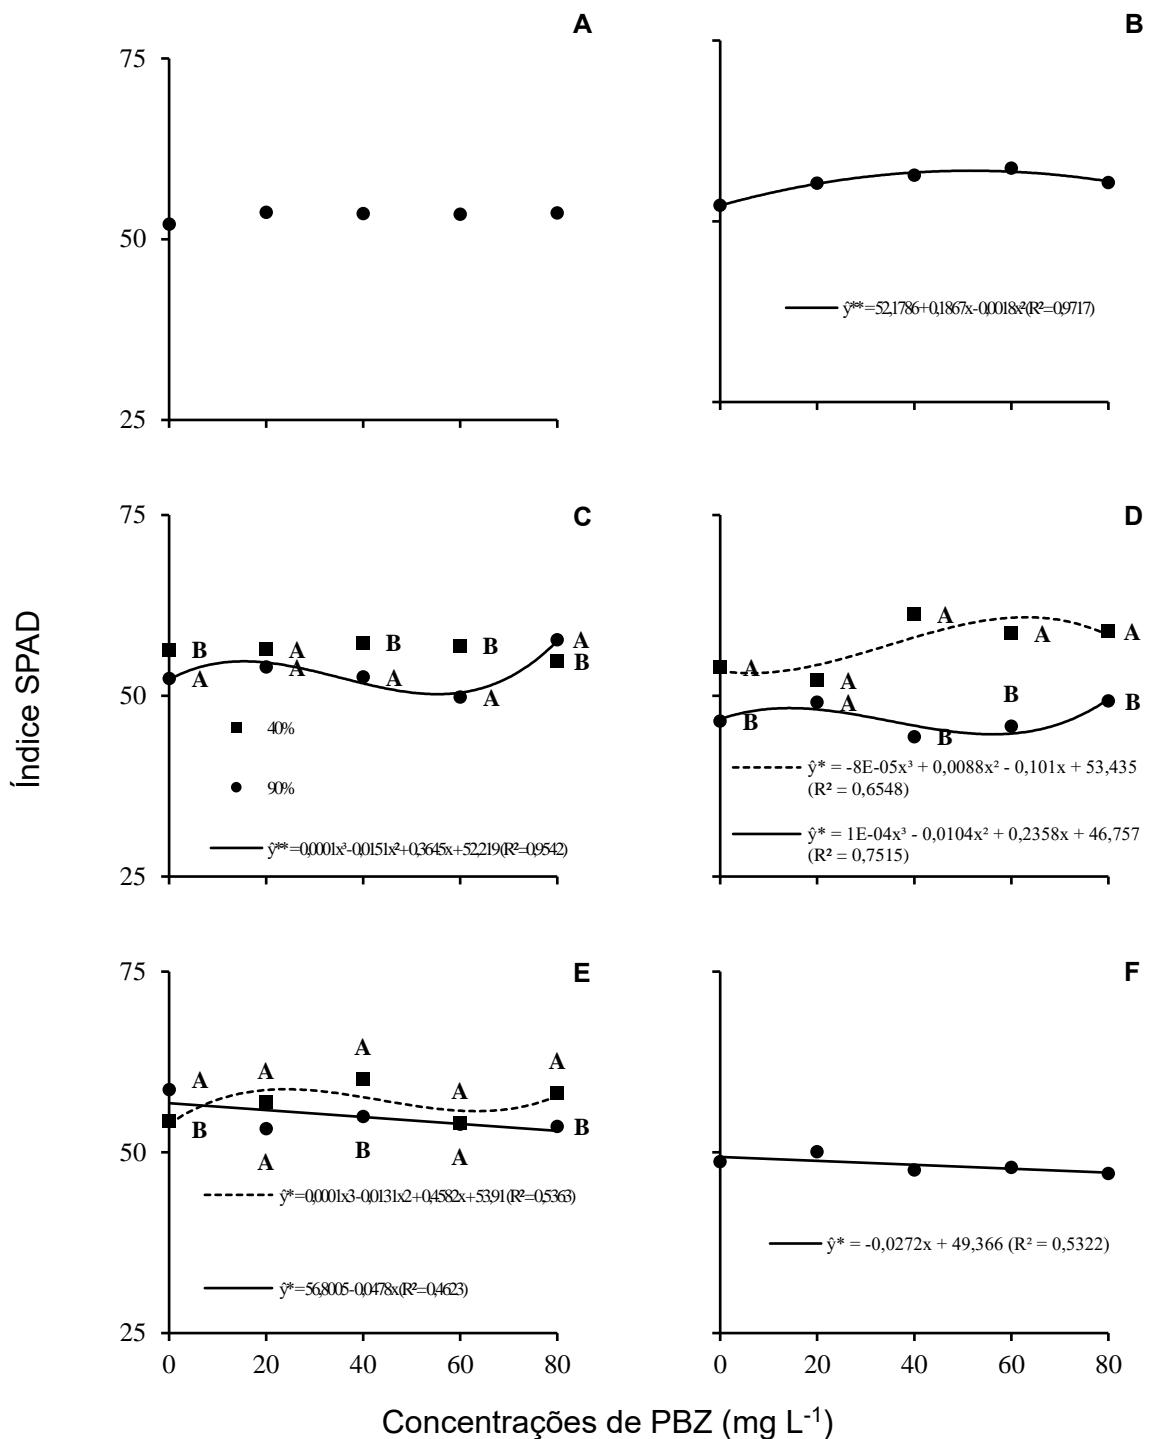 A
75
50
25
B
ŷ** = 52,1786 + 0,1867x - 0,0018x² (R² = 0,9717)
C
75
50
25
B A B B A
A A A A B
40%
90%
ŷ** = 0,0001x³ - 0,0151x² + 0,3645x + 52,219 (R² = 0,9542)
D
A A A A A
B A B B B
ŷ* = -8E-05x³ + 0,0088x² - 0,101x + 53,435
(R² = 0,6548)
ŷ* = 1E-04x³ - 0,0104x² + 0,2358x + 46,757
(R² = 0,7515)
E
75
50
25
A A A A A
B A B A B
ŷ* = 0,0001x3 - 0,0131x2 + 0,4582x + 53,91 (R² = 0,5363)
ŷ* = 56,8005 - 0,0478x (R² = 0,4623)
0 20 40 60 80
F
ŷ* = -0,0272x + 49,366 (R² = 0,5322)
0 20 40 60 80
Índice SPAD
Concentrações de PBZ (mg L⁻¹)